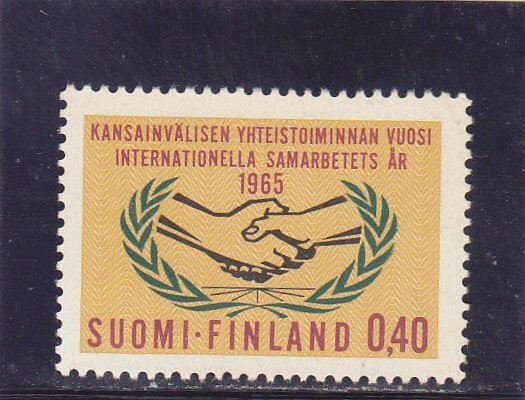 KANSAINVÄLISEN YHTEISTOIMINNAN VUOSI
INTERNATIONELLA SAMARBETETS ÅR
1965
SUOMI·FINLAND 0,40